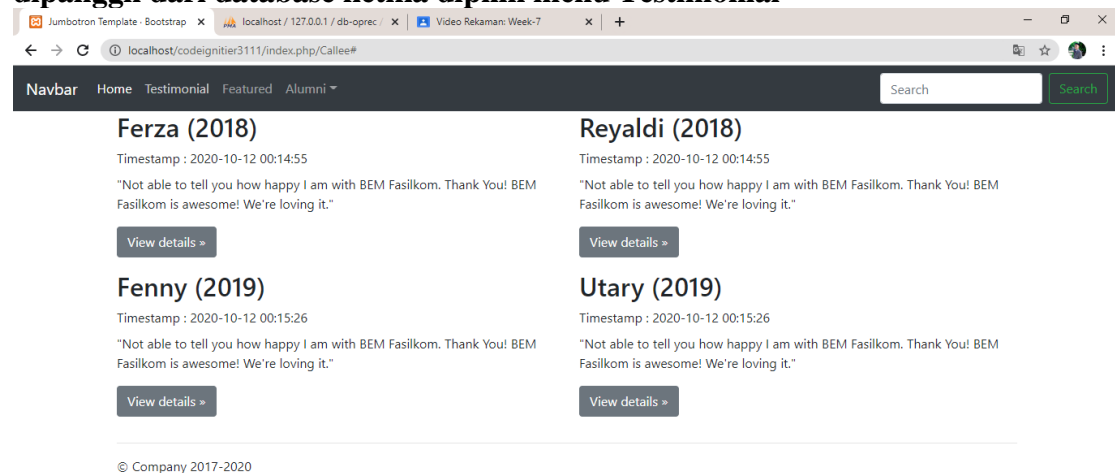 dipanggil dari database ketika dipilih menu Testimonial
Jumbotron Template · Bootstrap
localhost / 127.0.0.1 / db-oprec /
Video Rekaman: Week-7
localhost/codeignitier3111/index.php/Callee#
Navbar Home Testimonial Featured Alumni Search Search
Ferza (2018)
Timestamp : 2020-10-12 00:14:55
"Not able to tell you how happy I am with BEM Fasilkom. Thank You! BEM
Fasilkom is awesome! We're loving it."
View details »
Reyaldi (2018)
Timestamp : 2020-10-12 00:14:55
"Not able to tell you how happy I am with BEM Fasilkom. Thank You! BEM
Fasilkom is awesome! We're loving it."
View details »
Fenny (2019)
Timestamp : 2020-10-12 00:15:26
"Not able to tell you how happy I am with BEM Fasilkom. Thank You! BEM
Fasilkom is awesome! We're loving it."
View details »
Utary (2019)
Timestamp : 2020-10-12 00:15:26
"Not able to tell you how happy I am with BEM Fasilkom. Thank You! BEM
Fasilkom is awesome! We're loving it."
View details »
© Company 2017-2020